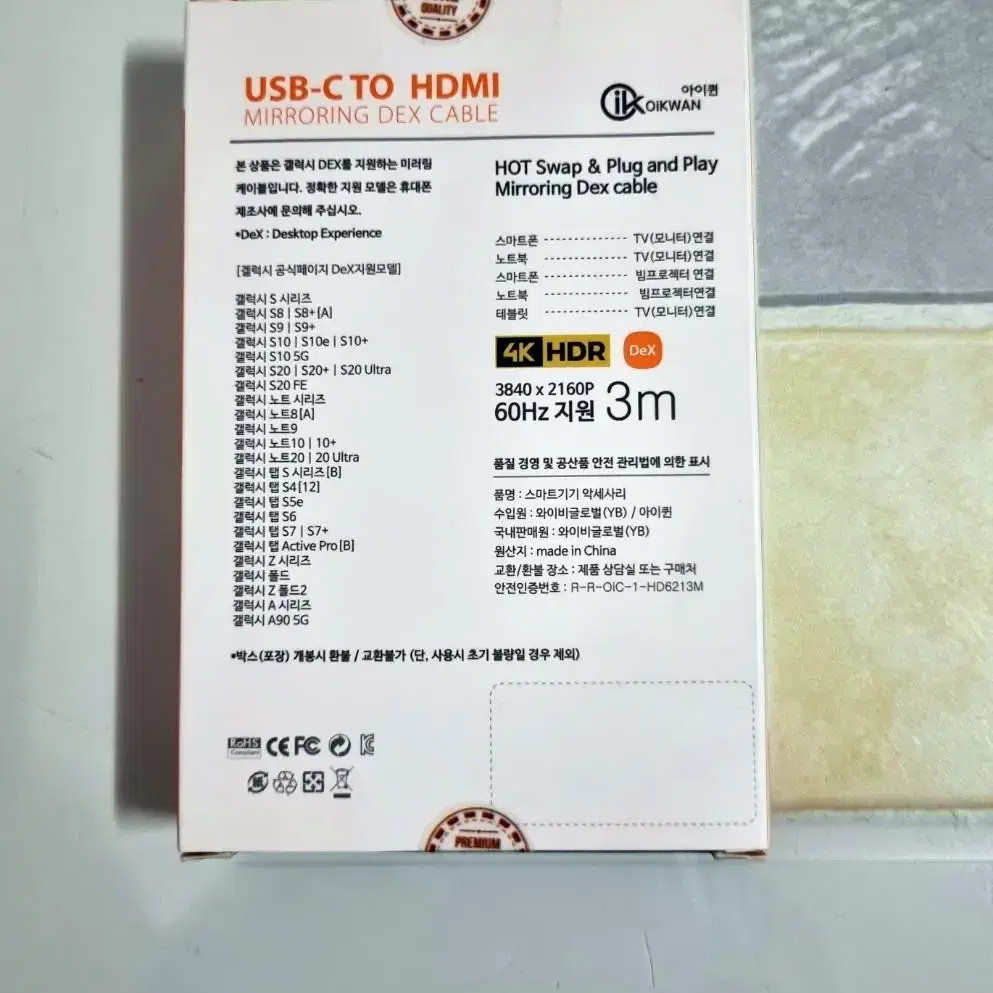 QUALITY
USB-C TO HDMI
MIRRORING DEX CABLE
아이퀸
OiKWAN
본 상품은 갤럭시 DEX를 지원하는 미러링
케이블입니다. 정확한 지원 모델은 휴대폰
제조사에 문의해 주십시오.
*DeX : Desktop Experience
[갤럭시 공식페이지 DeX지원모델]
갤럭시 S 시리즈
갤럭시 S8 | S8+[A]
갤럭시 S9 | S9+
갤럭시 S10 | S10e | S10+
갤럭시 S10 5G
갤럭시 S20 | S20+ | S20 Ultra
갤럭시 S20 FE
갤럭시 노트 시리즈
갤럭시 노트8[A]
갤럭시 노트9
갤럭시 노트10 | 10+
갤럭시 노트20 | 20 Ultra
갤럭시 탭 S 시리즈[B]
갤럭시 탭 S4[12]
갤럭시 탭 S5e
갤럭시 탭 S6
갤럭시 탭 S7 | S7+
갤럭시 탭 Active Pro[B]
갤럭시 Z 시리즈
갤럭시 폴드
갤럭시 Z 폴드2
갤럭시 A 시리즈
갤럭시 A90 5G
HOT Swap & Plug and Play
Mirroring Dex cable
스마트폰 --------------- TV(모니터)연결
노트북 --------------- TV(모니터)연결
스마트폰 --------------- 빔프로젝터 연결
노트북 --------------- 빔프로젝터연결
테블릿 --------------- TV(모니터)연결
4K HDR DeX
3840 x 2160P
60Hz 지원 3m
품질 경영 및 공산품 안전 관리법에 의한 표시
품명 : 스마트기기 악세사리
수입원 : 와이비글로벌(YB) / 아이퀸
국내판매원 : 와이비글로벌(YB)
원산지 : made in China
교환/환불 장소 : 제품 상담실 또는 구매처
안전인증번호 : R-R-OiC-1-HD6213M
*박스(포장) 개봉시 환불 / 교환불가 (단, 사용시 초기 불량일 경우 제외)
RoHS
Compliant
CE FC
PREMIUM